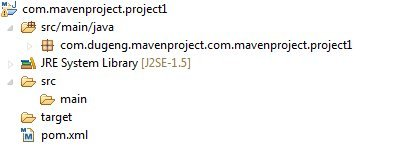 com.mavenproject.project1
src/main/java
com.dugeng.mavenproject.com.mavenproject.project1
JRE System Library [J2SE-1.5]
src
main
target
pom.xml